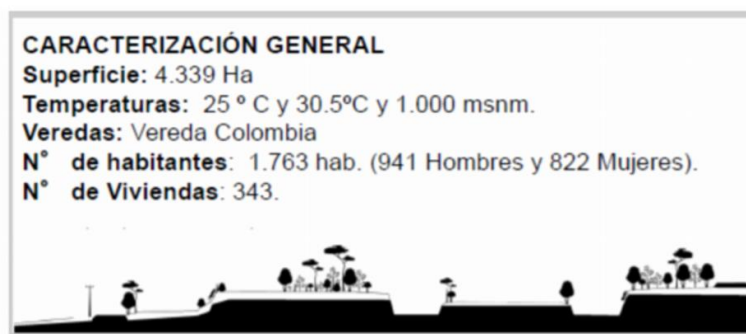 CARACTERIZACIÓN GENERAL
Superficie: 4.339 Ha
Temperaturas: 25 º C y 30.5ºC y 1.000 msnm.
Veredas: Vereda Colombia
N° de habitantes: 1.763 hab. (941 Hombres y 822 Mujeres).
N° de Viviendas: 343.